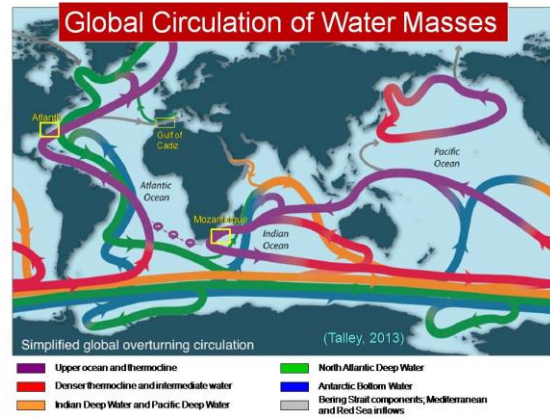 Global Circulation of Water Masses
Atlanti
Gulf of
Cadiz
Pacific
Ocean
Atlantic
Ocean
Mozambique
Indian
Ocean
Simplified global overturning circulation
(Talley, 2013)
Upper ocean and thermocline
Denser thermocline and intermediate water
Indian Deep Water and Pacific Deep Water
North Atlantic Deep Water
Antarctic Bottom Water
Bering Strait components; Mediterranean
and Red Sea inflows